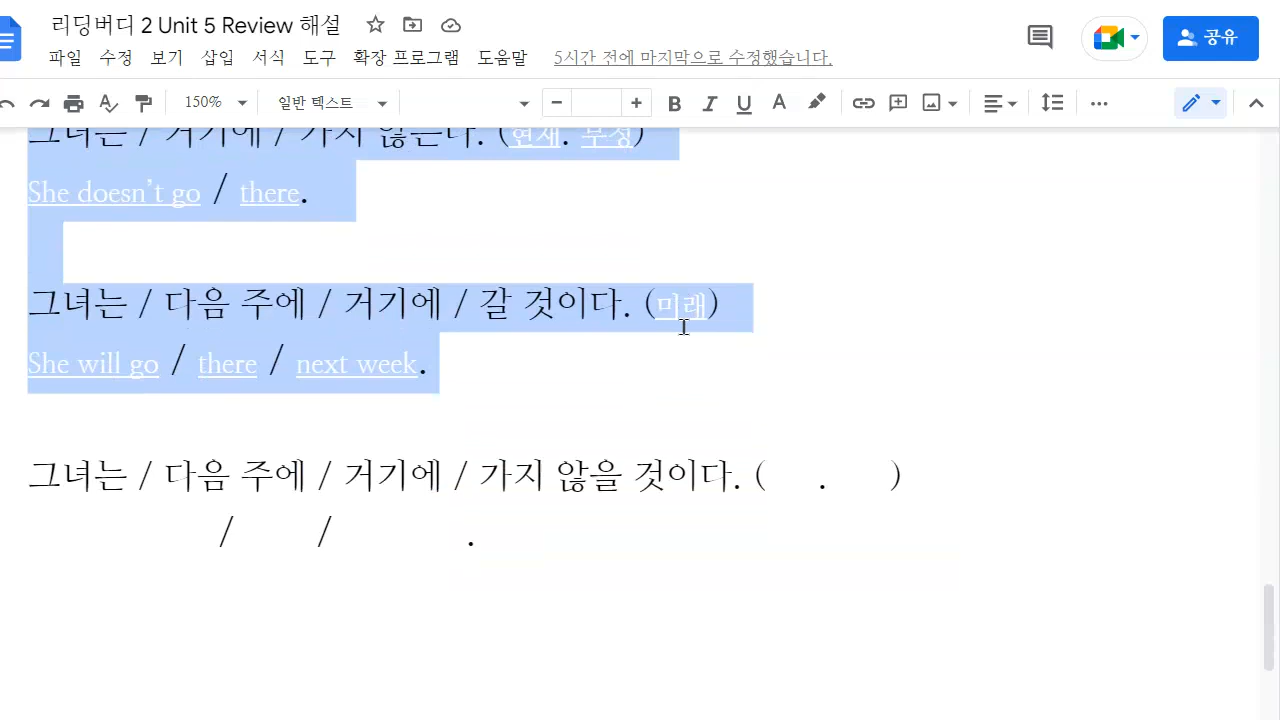 리딩버디 2 Unit 5 Review 해설
파일 수정 보기 삽입 서식 도구 확장 프로그램 도움말 5시간 전에 마지막으로 수정했습니다.
공유
150% 일반 텍스트
그녀는 / 거기에 / 가지 않는다. (현재. 부정)
She doesn't go / there.
그녀는 / 다음 주에 / 거기에 / 갈 것이다. (미래)
She will go / there / next week.
그녀는 / 다음 주에 / 거기에 / 가지 않을 것이다. ( . )
/ / .